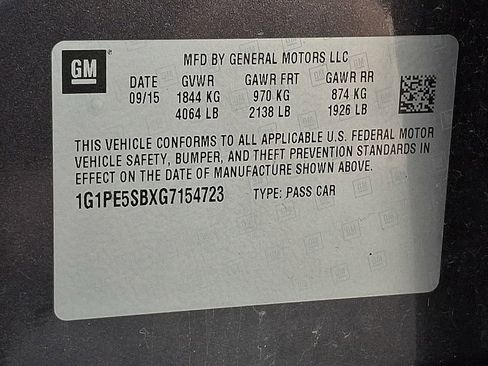 GM
MFD BY GENERAL MOTORS LLC
DATE GVWR GAWR FRT GAWR RR
09/15 1844 KG 970 KG 874 KG
4064 LB 2138 LB 1926 LB
THIS VEHICLE CONFORMS TO ALL APPLICABLE U.S. FEDERAL MOTOR
VEHICLE SAFETY, BUMPER, AND THEFT PREVENTION STANDARDS IN
EFFECT ON THE DATE OF MANUFACTURE SHOWN ABOVE.
1G1PE5SBXG7154723 TYPE: PASS CAR